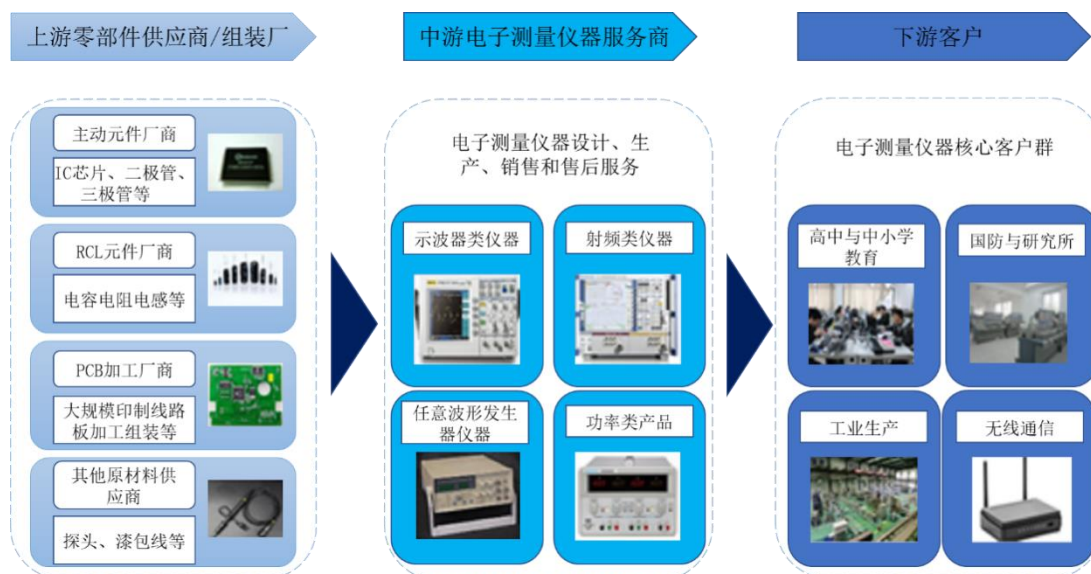 上游零部件供应商/组装厂
中游电子测量仪器服务商
下游客户
主动元件厂商
IC芯片、二极管、
三极管等
RCL元件厂商
电容电阻电感等
PCB加工厂商
大规模印制线路
板加工组装等
其他原材料供
应商
探头、漆包线等
电子测量仪器设计、生
产、销售和售后服务
示波器类仪器
射频类仪器
任意波形发生
器仪器
功率类产品
电子测量仪器核心客户群
高中与中小学
教育
国防与研究所
工业生产
无线通信